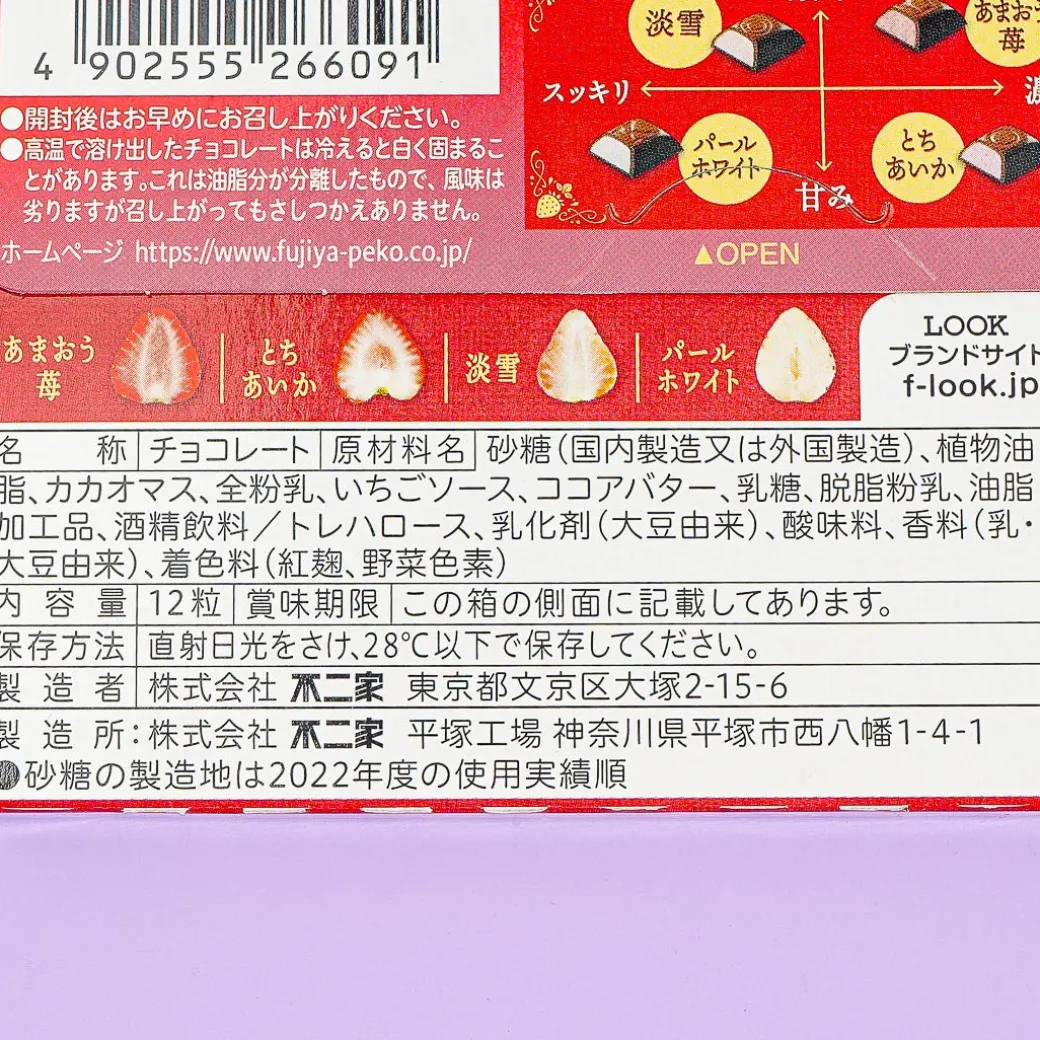 淡雪
あまおう
苺
4 902555 266091
スッキリ
●開封後はお早めにお召し上がりください。
●高温で溶け出したチョコレートは冷えると白く固まるこ
とがあります。これは油脂分が分離したもので、風味は
劣りますが召し上がってもさしつかえありません。
パール
ホワイト
とち
あいか
甘み
ホームページ https://www.fujiya-peko.co.jp/
▲OPEN
あまおう
苺
とち
あいか
淡雪
パール
ホワイト
LOOK
ブランドサイト
f-look.jp
名 称 チョコレート 原材料名 砂糖(国内製造又は外国製造)、植物油
脂、カカオマス、全粉乳、いちごソース、ココアバター、乳糖、脱脂粉乳、油脂
加工品、酒精飲料/トレハロース、乳化剤(大豆由来)、酸味料、香料(乳・
大豆由来)、着色料(紅麹、野菜色素)
内容量 12粒 賞味期限 この箱の側面に記載してあります。
保存方法 直射日光をさけ、28℃以下で保存してください。
製造者 株式会社 不二家 東京都文京区大塚2-15-6
製造所:株式会社 不二家 平塚工場 神奈川県平塚市西八幡1-4-1
●砂糖の製造地は2022年度の使用実績順